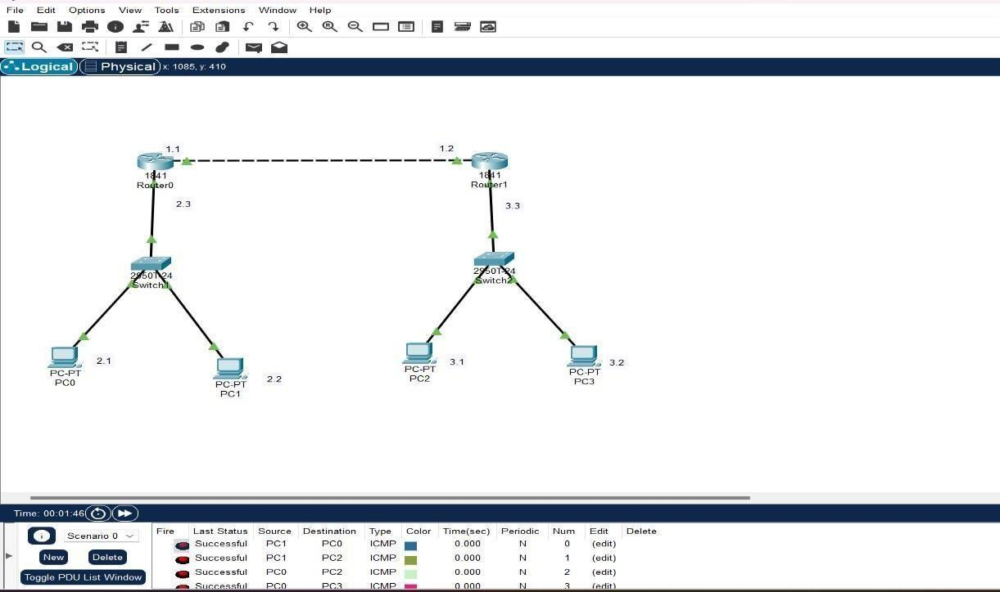 File Edit Options View Tools Extensions Window Help
Logical Physical x: 1085, y: 410
1.1 1.2
1841
Router0
1841
Router1
2.3 3.3
2950T-24
Switch1
2950T-24
Switch2
2.1
PC-PT
PC0
2.2
PC-PT
PC1
3.1
PC-PT
PC2
3.2
PC-PT
PC3
Time: 00:01:46
Scenario 0
New Delete
Toggle PDU List Window
Fire Last Status Source Destination Type Color Time(sec) Periodic Num Edit Delete
Successful PC1 PC0 ICMP 0.000 N 0 (edit)
Successful PC1 PC2 ICMP 0.000 N 1 (edit)
Successful PC0 PC2 ICMP 0.000 N 2 (edit)
Successful PC0 PC3 ICMP 0.000 N 3 (edit)